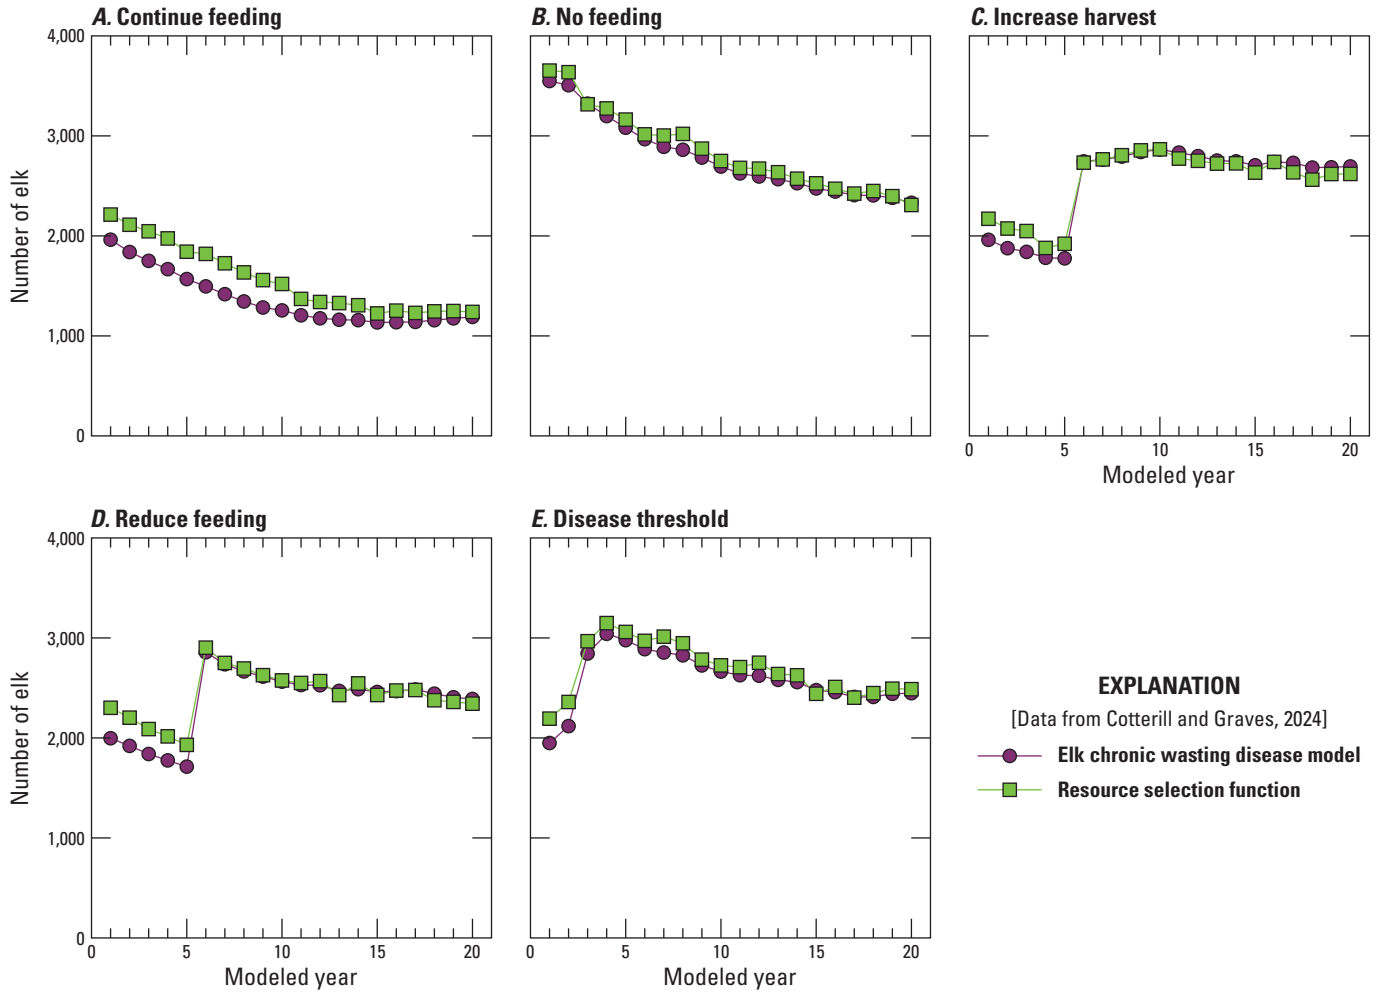 A. Continue feeding
B. No feeding
C. Increase harvest
4,000
3,000
2,000
1,000
0
Number of elk
0
5
10
15
20
Modeled year
D. Reduce feeding
E. Disease threshold
4,000
3,000
2,000
1,000
0
Number of elk
0
5
10
15
20
Modeled year
0
5
10
15
20
Modeled year
EXPLANATION
[Data from Cotterill and Graves, 2024]
Elk chronic wasting disease model
Resource selection function